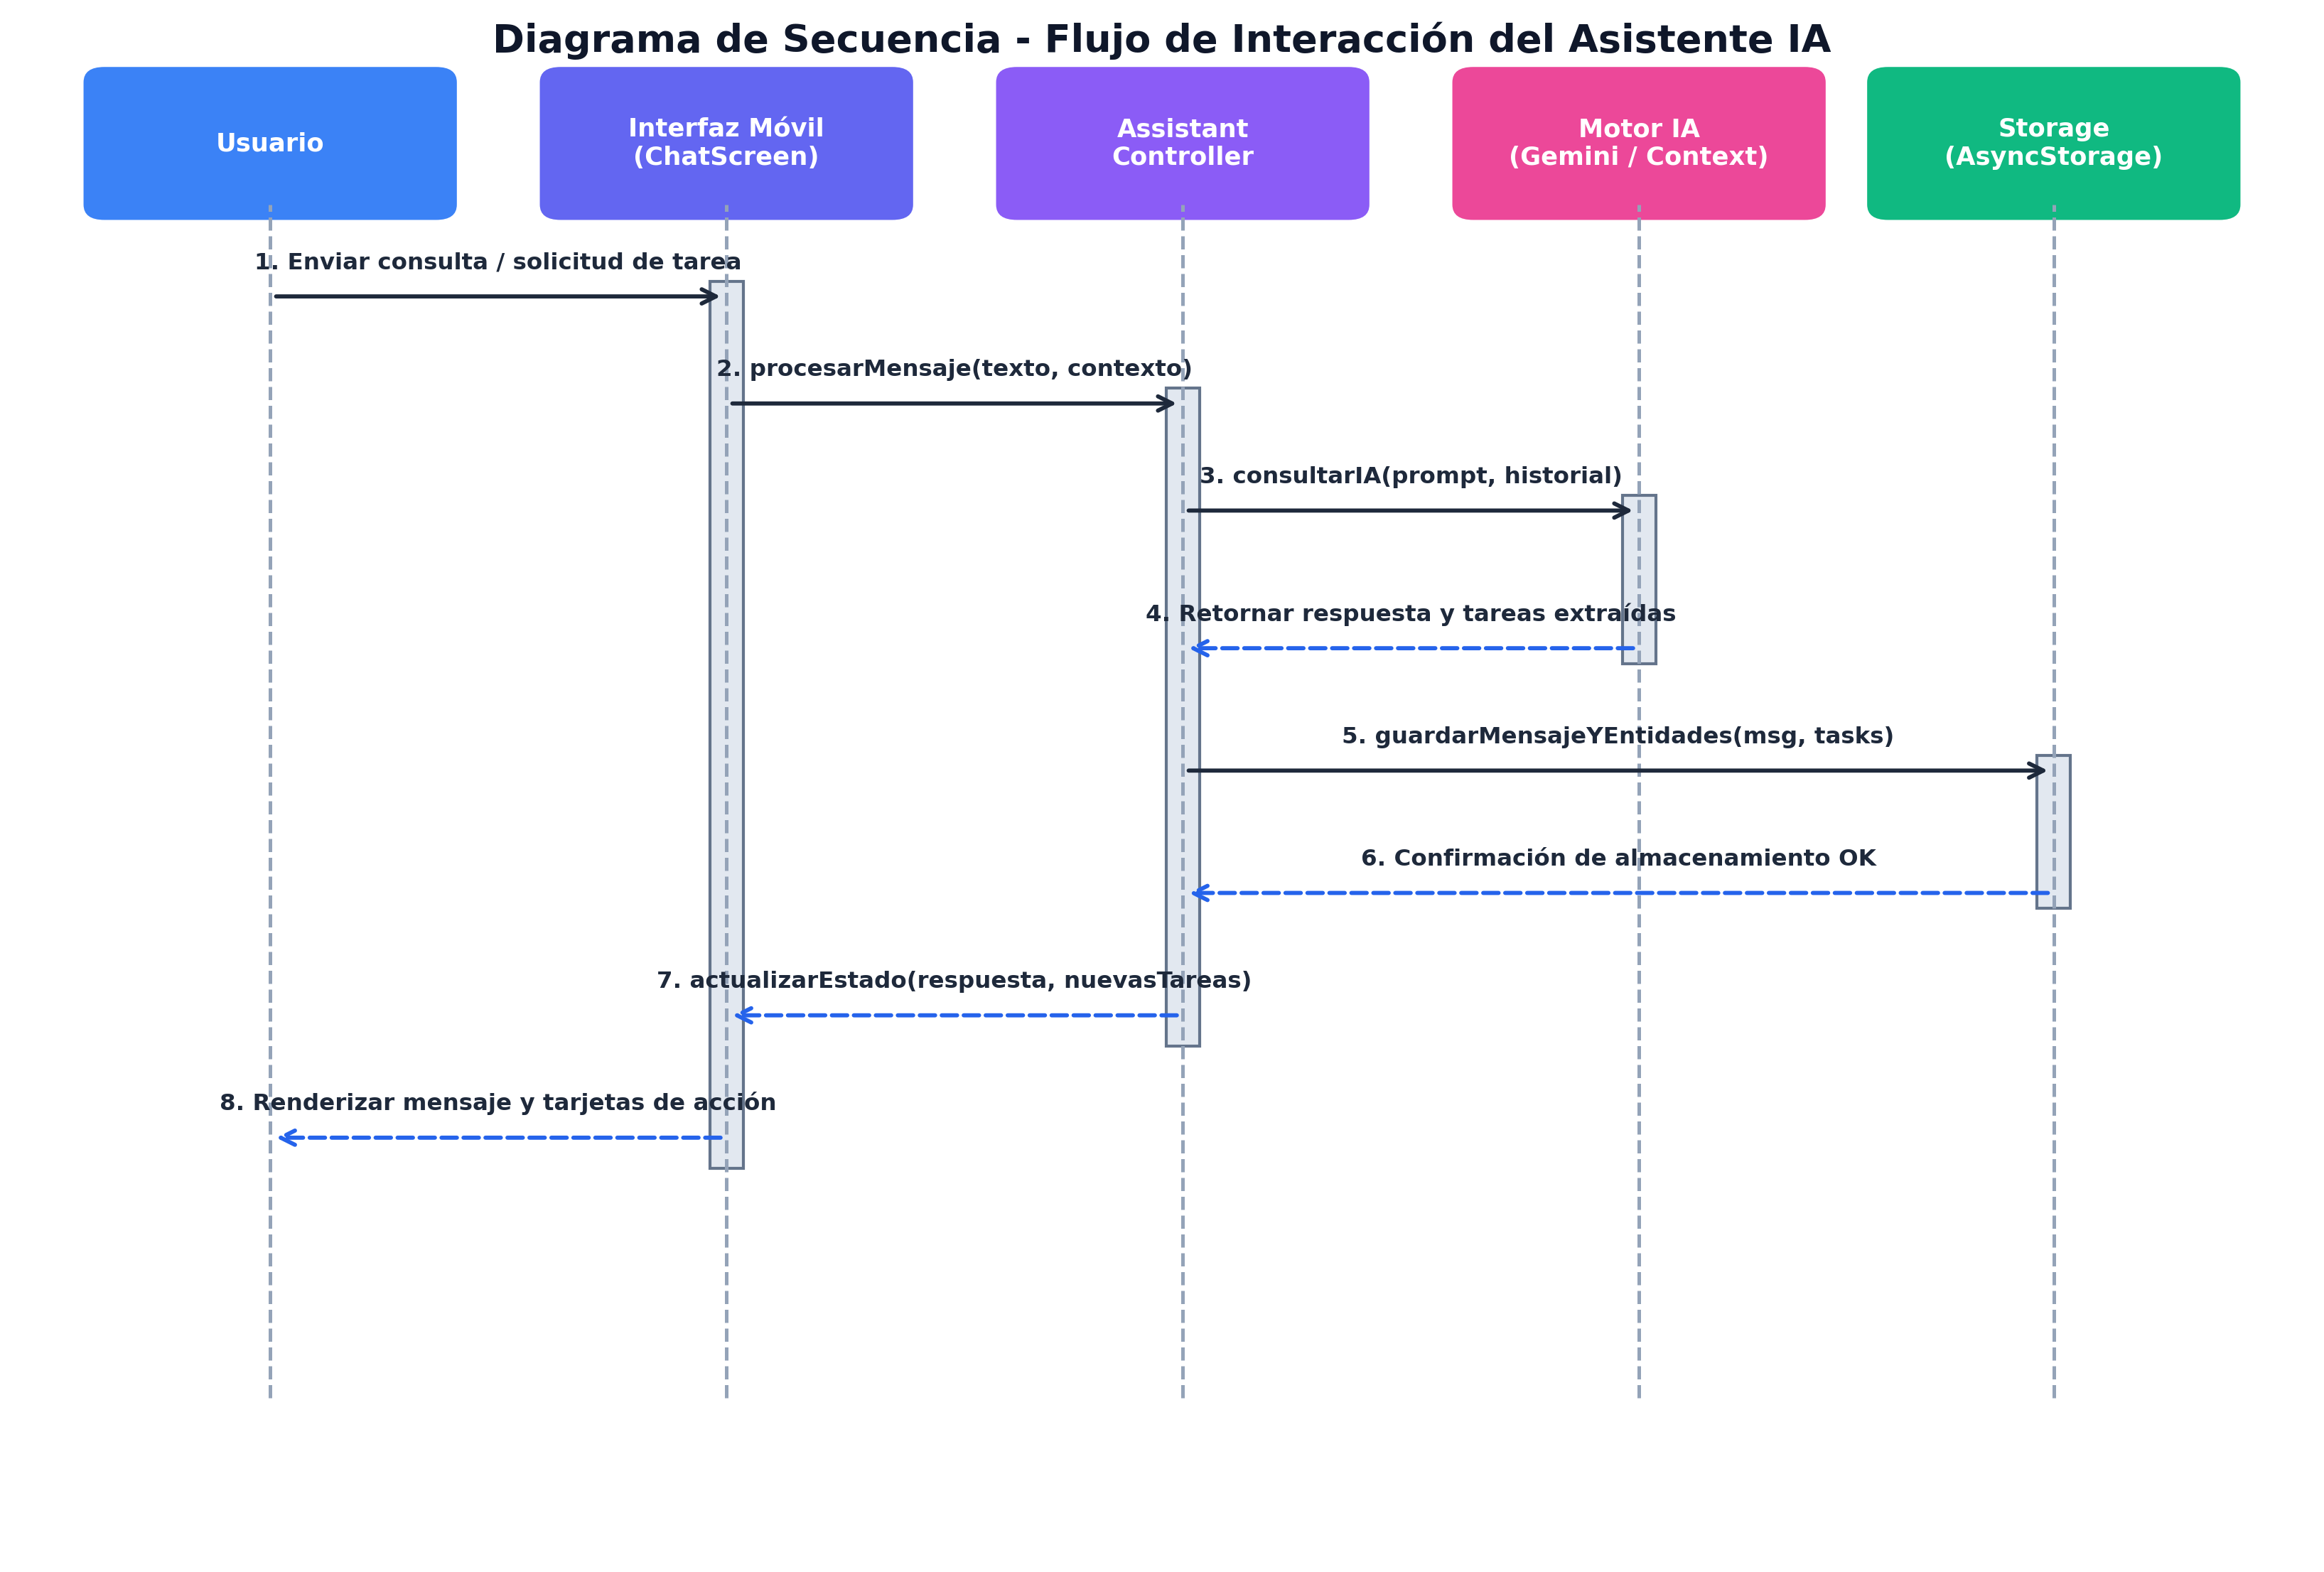 Diagrama de Secuencia - Flujo de Interacción del Asistente IA
Usuario
Interfaz Móvil
(ChatScreen)
Assistant
Controller
Motor IA
(Gemini / Context)
Storage
(AsyncStorage)
1. Enviar consulta / solicitud de tarea
2. procesarMensaje(texto, contexto)
3. consultarIA(prompt, historial)
4. Retornar respuesta y tareas extraídas
5. guardarMensajeYEntidades(msg, tasks)
6. Confirmación de almacenamiento OK
7. actualizarEstado(respuesta, nuevasTareas)
8. Renderizar mensaje y tarjetas de acción